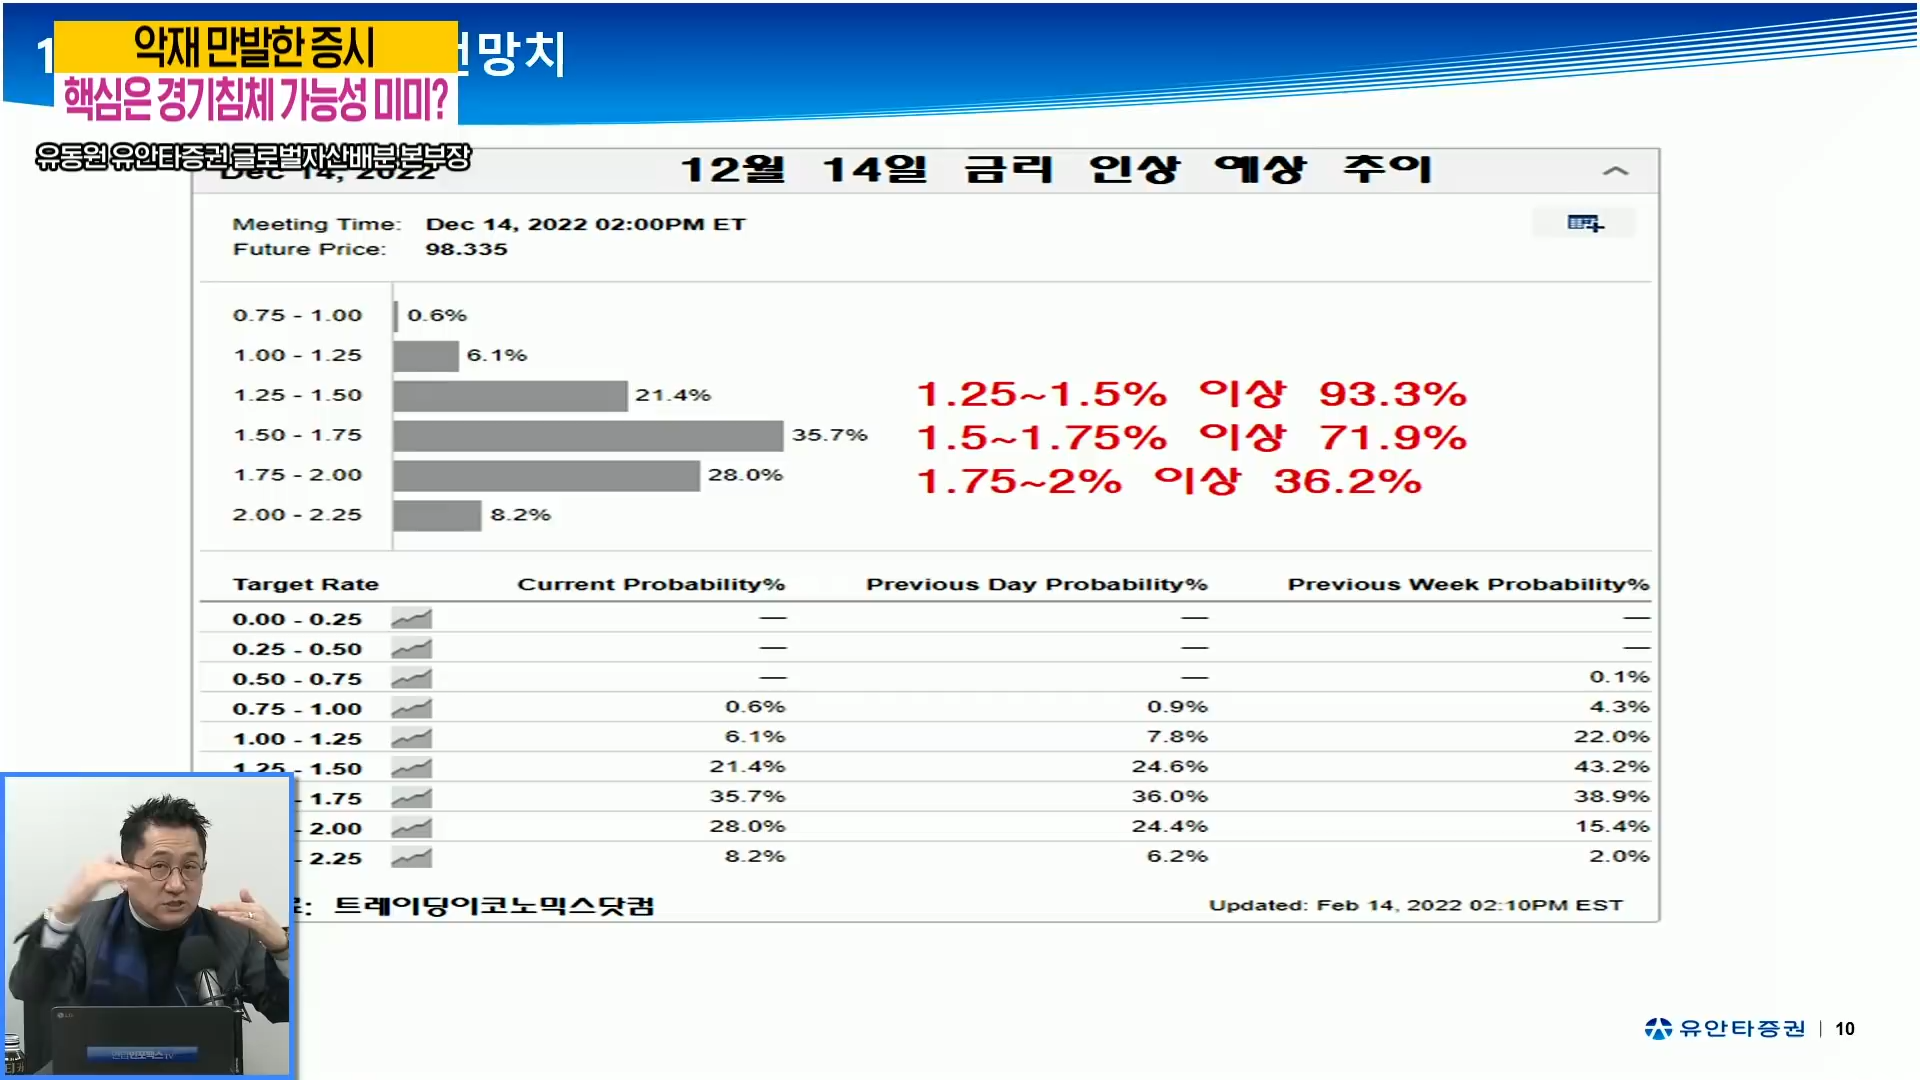 1
망치
악재 만발한 증시
핵심은 경기침체 가능성 미미?
유동원 유안타증권 글로벌자산배분 본부장
Dec 14, 2022
12월 14일 금리 인상 예상 추이
Meeting Time: Dec 14, 2022 02:00PM ET
Future Price: 98.335
0.75 - 1.00 0.6%
1.00 - 1.25 6.1%
1.25 - 1.50 21.4%
1.50 - 1.75 35.7%
1.75 - 2.00 28.0%
2.00 - 2.25 8.2%
1.25~1.5% 이상 93.3%
1.5~1.75% 이상 71.9%
1.75~2% 이상 36.2%
Target Rate Current Probability% Previous Day Probability% Previous Week Probability%
0.00 - 0.25 — — —
0.25 - 0.50 — — —
0.50 - 0.75 — — 0.1%
0.75 - 1.00 0.6% 0.9% 4.3%
1.00 - 1.25 6.1% 7.8% 22.0%
1.25 - 1.50 21.4% 24.6% 43.2%
- 1.75 35.7% 36.0% 38.9%
- 2.00 28.0% 24.4% 15.4%
- 2.25 8.2% 6.2% 2.0%
: 트레이딩이코노믹스닷컴
Updated: Feb 14, 2022 02:10PM EST
LG
유안타증권 | 10